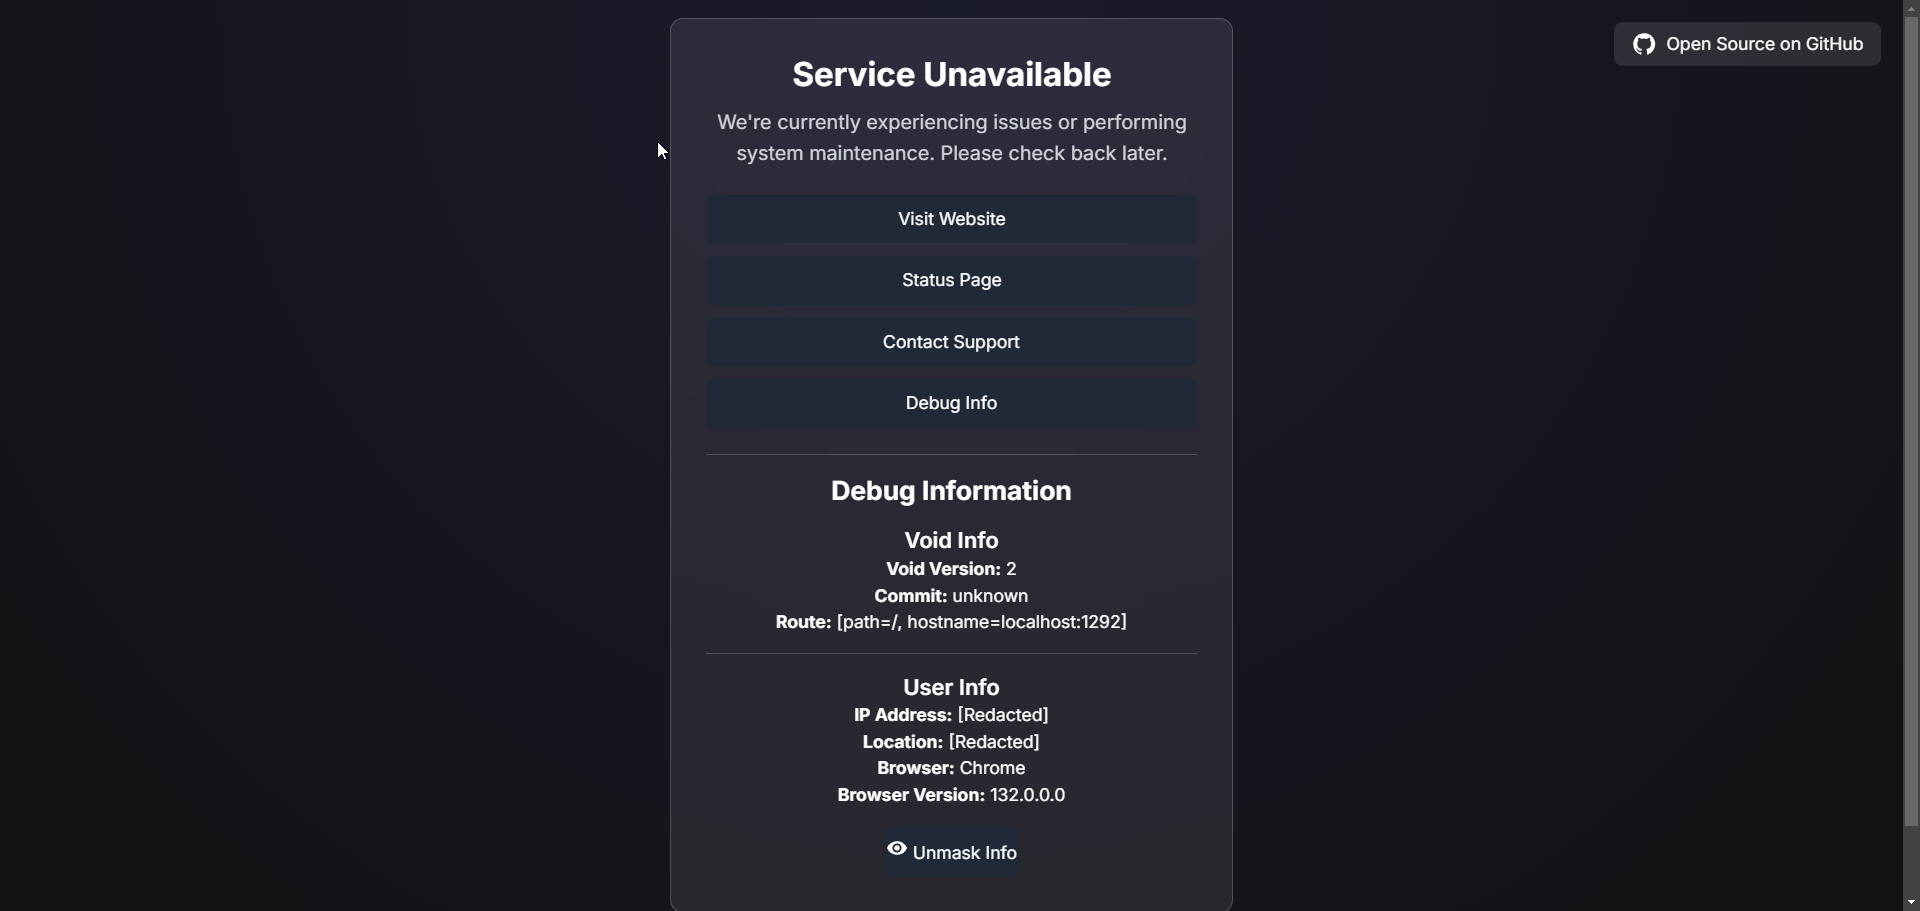 Open Source on GitHub
Service Unavailable
We're currently experiencing issues or performing
system maintenance. Please check back later.
Visit Website
Status Page
Contact Support
Debug Info
Debug Information
Void Info
Void Version: 2
Commit: unknown
Route: [path=/, hostname=localhost:1292]
User Info
IP Address: [Redacted]
Location: [Redacted]
Browser: Chrome
Browser Version: 132.0.0.0
Unmask Info